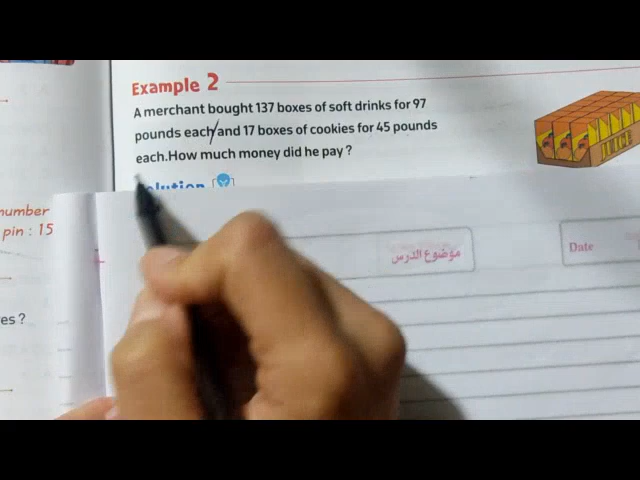 Example 2
A merchant bought 137 boxes of soft drinks for 97
pounds each and 17 boxes of cookies for 45 pounds
each.How much money did he pay ?
JUICE
number
pin : 15
موضوع الدرس
Date
es ?